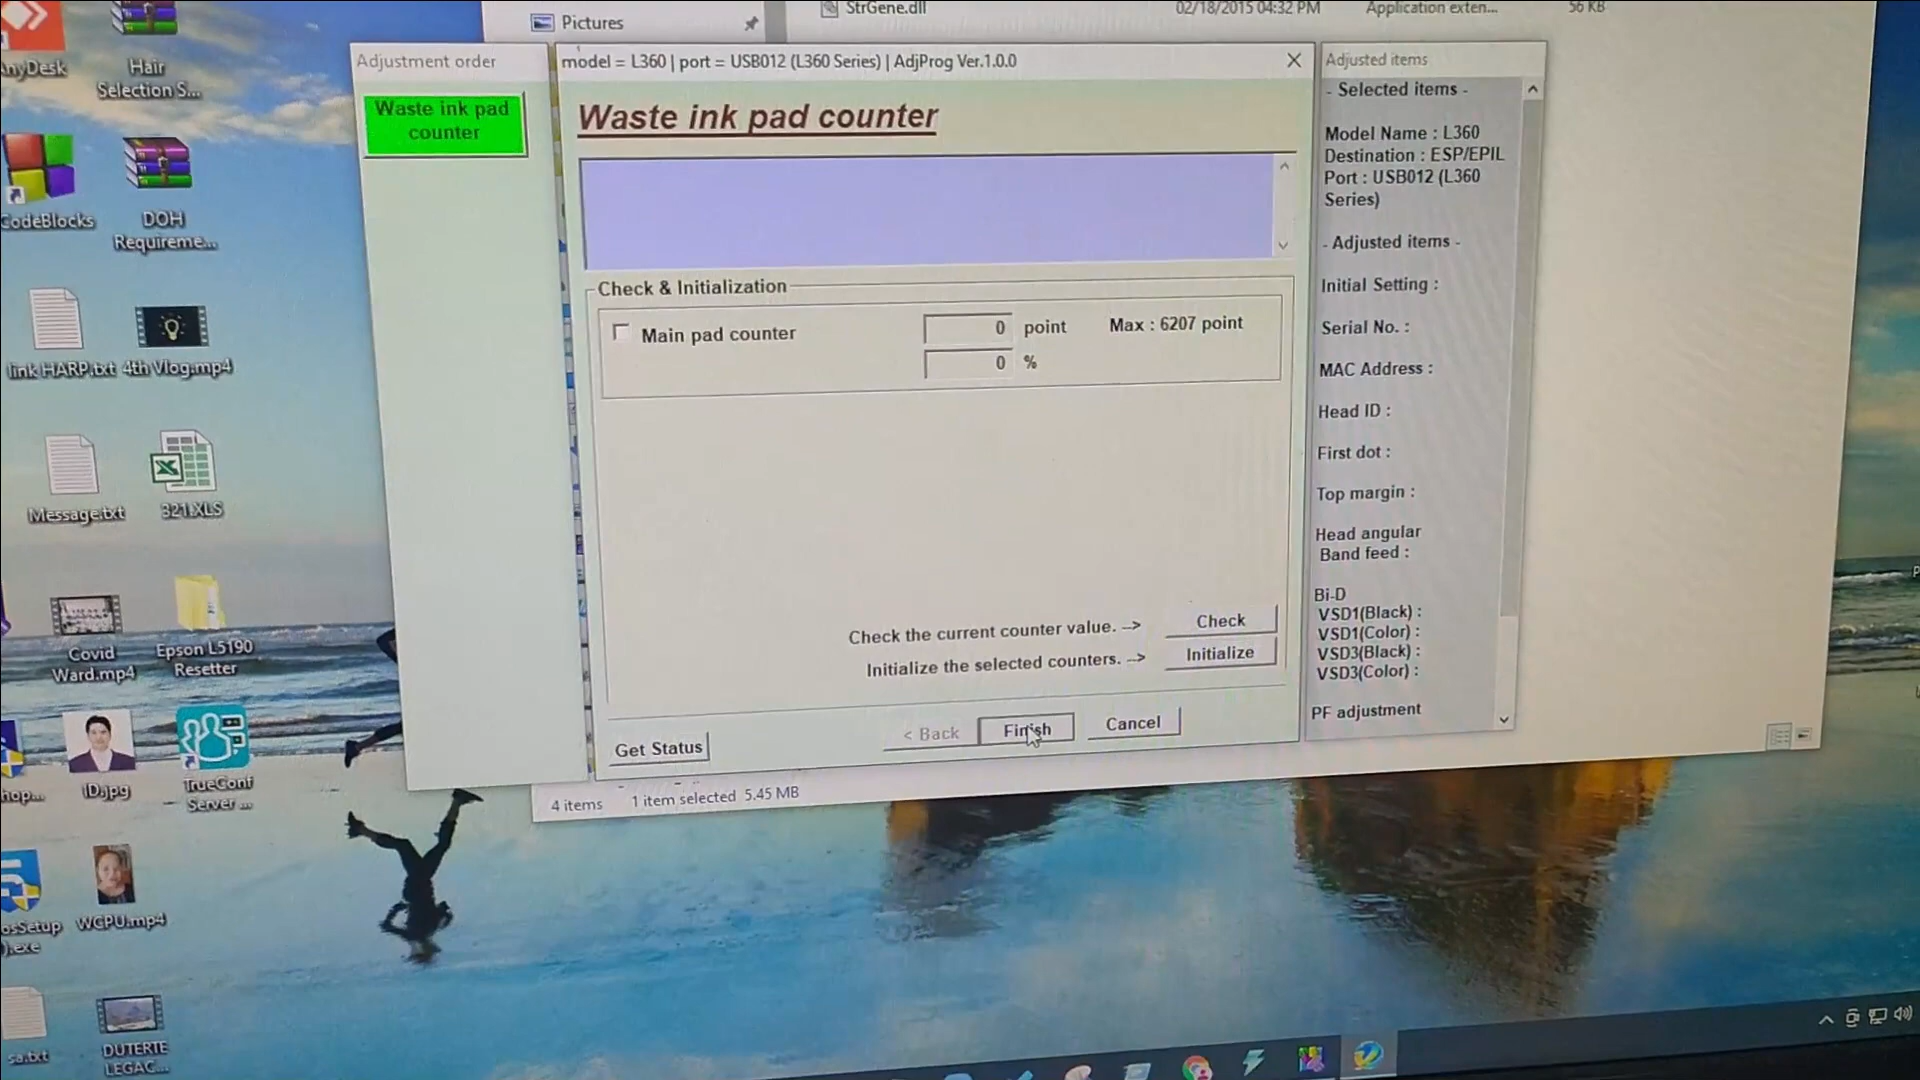 Pictures
StrGene.dll
02/18/2015 04:32 PM
Application exten...
56 KB
Adjustment order
Waste ink pad
counter
model = L360 | port = USB012 (L360 Series) | AdjProg Ver.1.0.0
Waste ink pad counter
Check & Initialization
Main pad counter
0 point
Max : 6207 point
0 %
Check the current counter value. -->
Check
Initialize the selected counters. -->
Initialize
Get Status
< Back
Finish
Cancel
4 items
1 item selected 5.45 MB
Adjusted items
- Selected items -
Model Name : L360
Destination : ESP/EPIL
Port : USB012 (L360
Series)
- Adjusted items -
Initial Setting :
Serial No. :
MAC Address :
Head ID :
First dot :
Top margin :
Head angular
Band feed :
Bi-D
VSD1(Black) :
VSD1(Color) :
VSD3(Black) :
VSD3(Color) :
PF adjustment
AnyDesk
Hair
Selection S...
CodeBlocks
DOH
Requireme...
link HARP.txt
4th Vlog.mp4
Message.txt
321.XLS
Covid
Ward.mp4
Epson L5190
Resetter
hop...
ID.jpg
TrueConf
Server ...
osSetup
).exe
WCPU.mp4
sa.txt
DUTERTE
LEGAC...